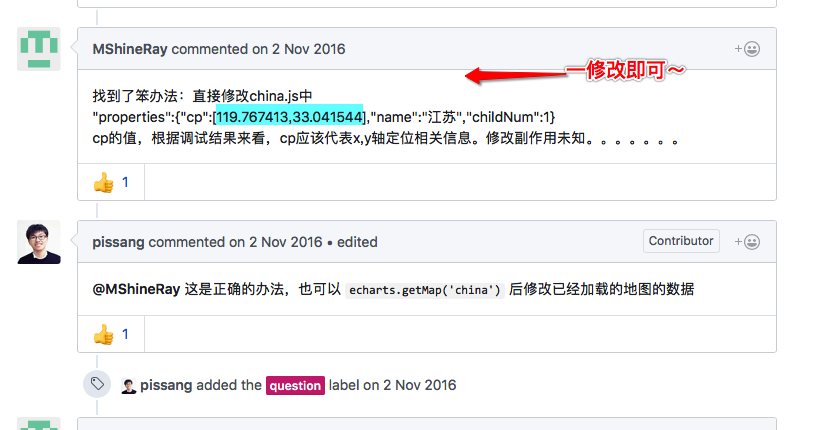 MShineRay commented on 2 Nov 2016
一修改即可～
找到了笨办法：直接修改china.js中
"properties":{"cp":[119.767413,33.041544],"name":"江苏","childNum":1}
cp的值，根据调试结果来看，cp应该代表x,y轴定位相关信息。修改副作用未知。。。。。。。
1
pissang commented on 2 Nov 2016 • edited
Contributor
@MShineRay 这是正确的办法，也可以 echarts.getMap('china') 后修改已经加载的地图的数据
1
pissang added the question label on 2 Nov 2016